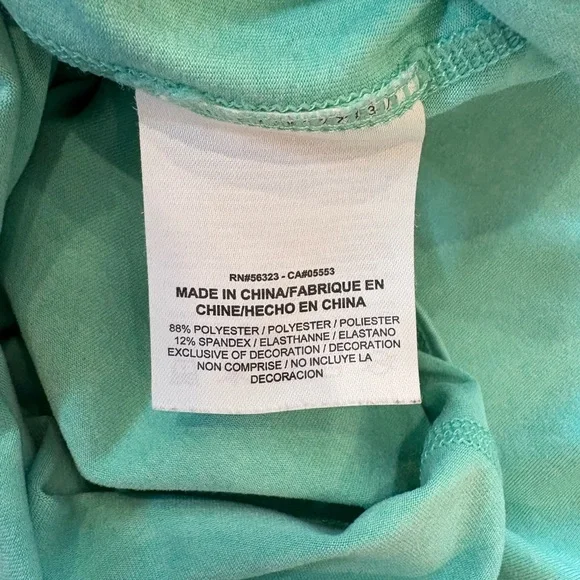 RN#56323 - CA#05553
MADE IN CHINA/FABRIQUE EN
CHINE/HECHO EN CHINA
88% POLYESTER / POLYESTER / POLIESTER
12% SPANDEX / ELASTHANNE / ELASTANO
EXCLUSIVE OF DECORATION / DECORATION
NON COMPRISE / NO INCLUYE LA
DECORACION